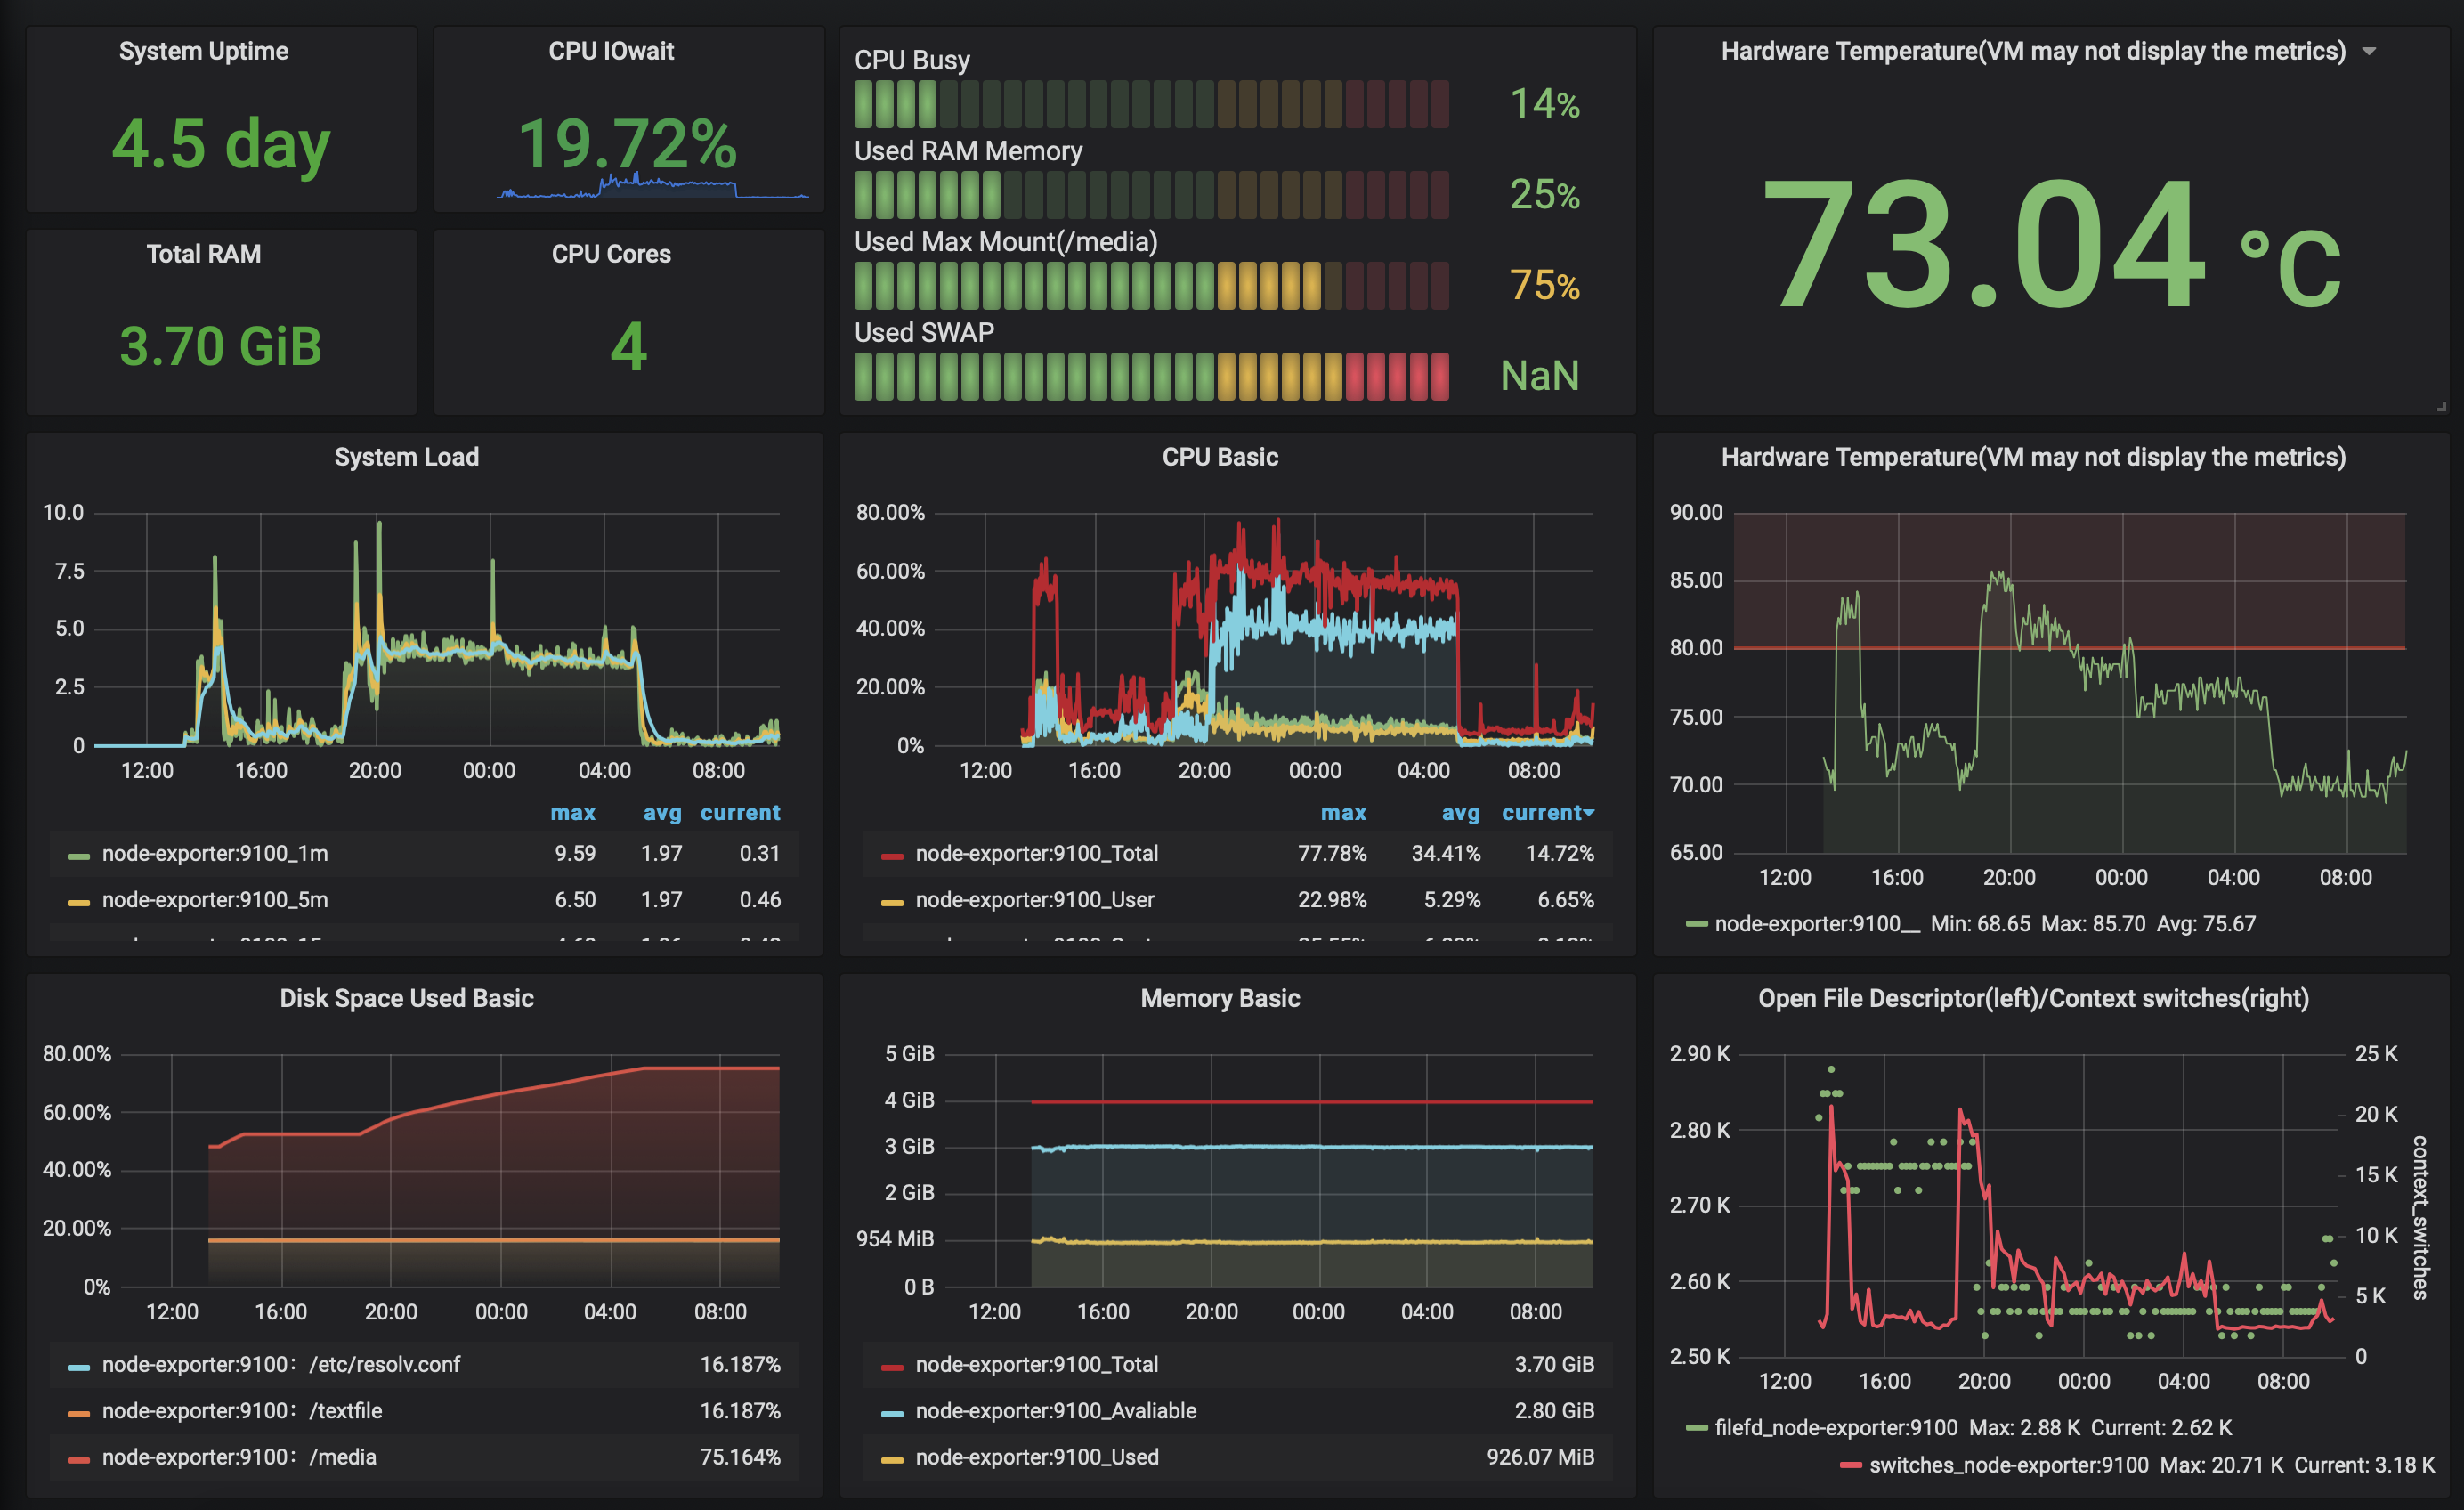 System Uptime
4.5 day
CPU IOwait
19.72%
Total RAM
3.70 GiB
CPU Cores
4
CPU Busy
14%
Used RAM Memory
25%
Used Max Mount(/media)
75%
Used SWAP
NaN
Hardware Temperature(VM may not display the metrics)
73.04 °C
System Load
10.0
7.5
5.0
2.5
0
12:00 16:00 20:00 00:00 04:00 08:00
max avg current
node-exporter:9100_1m 9.59 1.97 0.31
node-exporter:9100_5m 6.50 1.97 0.46
CPU Basic
80.00%
60.00%
40.00%
20.00%
0%
12:00 16:00 20:00 00:00 04:00 08:00
max avg current
node-exporter:9100_Total 77.78% 34.41% 14.72%
node-exporter:9100_User 22.98% 5.29% 6.65%
Hardware Temperature(VM may not display the metrics)
90.00
85.00
80.00
75.00
70.00
65.00
12:00 16:00 20:00 00:00 04:00 08:00
node-exporter:9100__ Min: 68.65 Max: 85.70 Avg: 75.67
Disk Space Used Basic
80.00%
60.00%
40.00%
20.00%
0%
12:00 16:00 20:00 00:00 04:00 08:00
node-exporter:9100：/etc/resolv.conf 16.187%
node-exporter:9100：/textfile 16.187%
node-exporter:9100：/media 75.164%
Memory Basic
5 GiB
4 GiB
3 GiB
2 GiB
954 MiB
0 B
12:00 16:00 20:00 00:00 04:00 08:00
node-exporter:9100_Total 3.70 GiB
node-exporter:9100_Avaliable 2.80 GiB
node-exporter:9100_Used 926.07 MiB
Open File Descriptor(left)/Context switches(right)
2.90 K
2.80 K
2.70 K
2.60 K
2.50 K
25 K
20 K
15 K
10 K
5 K
0
context_switches
12:00 16:00 20:00 00:00 04:00 08:00
filefd_node-exporter:9100 Max: 2.88 K Current: 2.62 K
switches_node-exporter:9100 Max: 20.71 K Current: 3.18 K